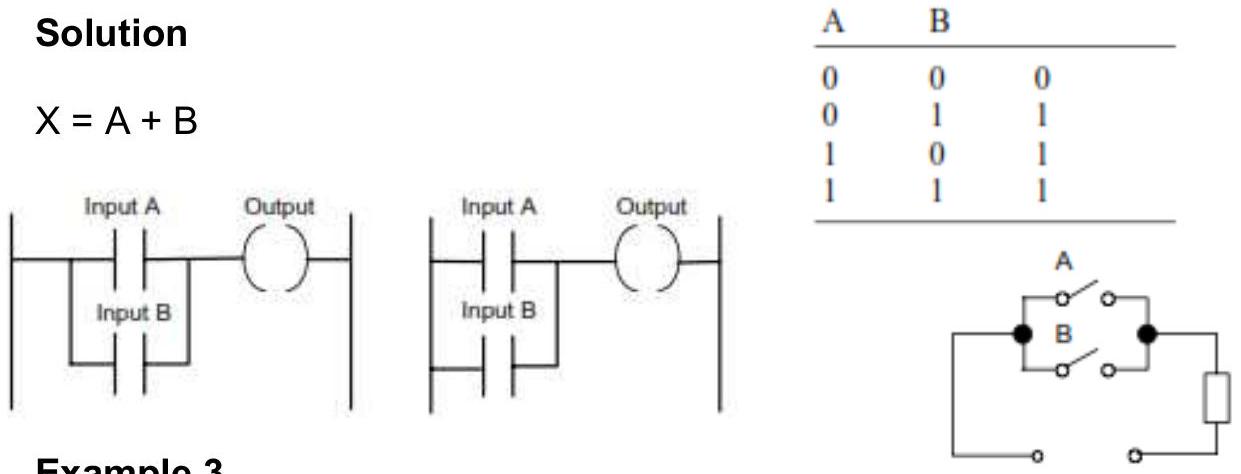 Solution
X = A + B
Input A Output
Input B
Input A Output
Input B
A B
0 0 0
0 1 1
1 0 1
1 1 1
A
B
Example 3